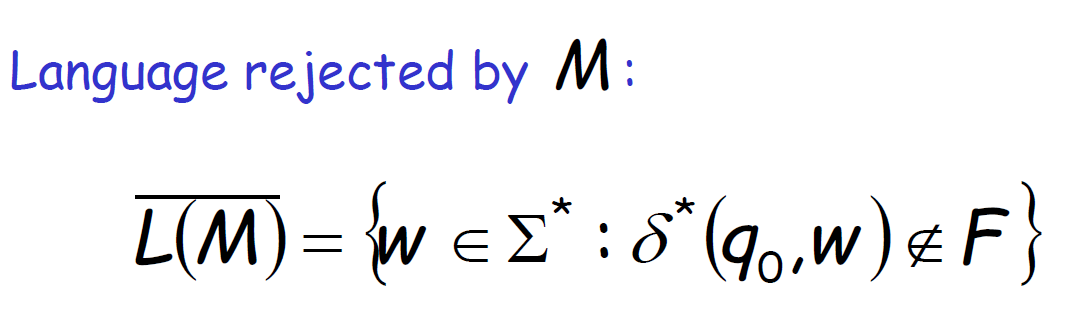 Language rejected by M:
L̅(̅M̅)̅ = {w ∈ Σ* : δ*(q₀,w) ∉ F}